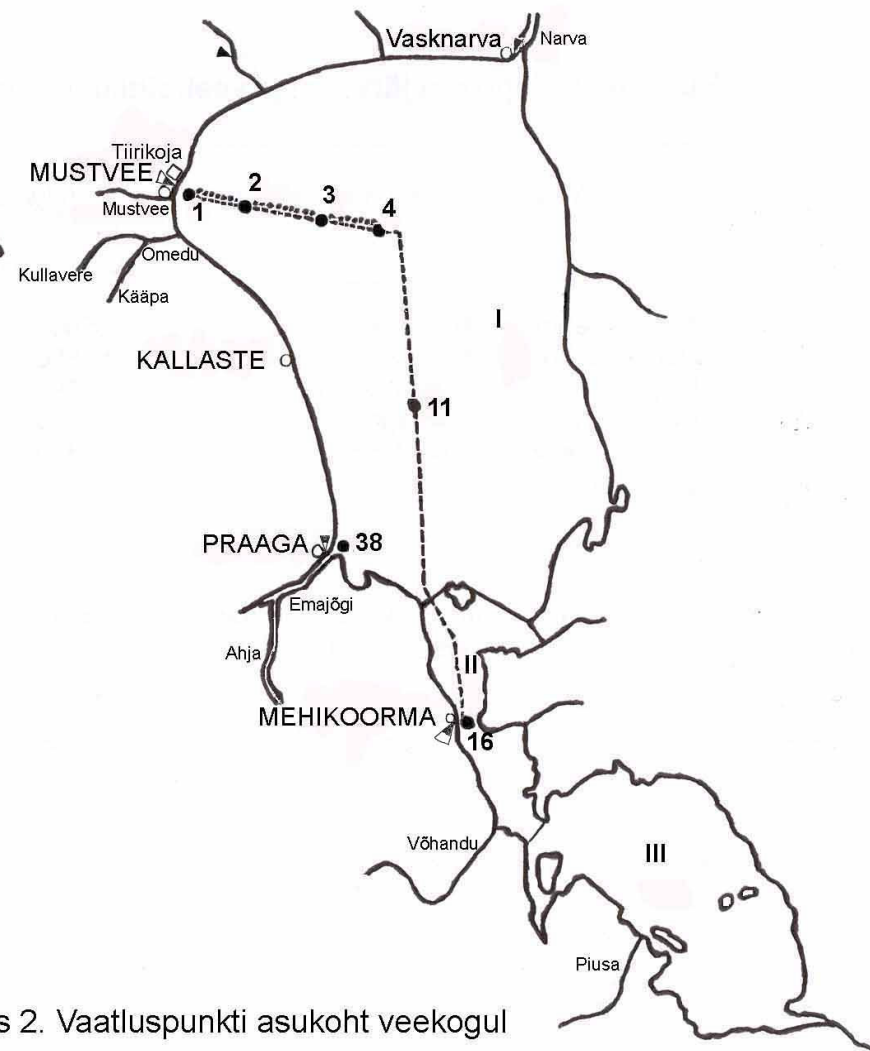 Vasknarva
Narva
Tiirikoja
MUSTVEE
Mustvee
1
2
3
4
Omedu
Kullavere
Kääpa
I
KALLASTE
11
PRAAGA
38
Emajõgi
Ahja
II
MEHIKOORMA
16
Võhandu
III
Piusa
s 2. Vaatluspunkti asukoht veekogul